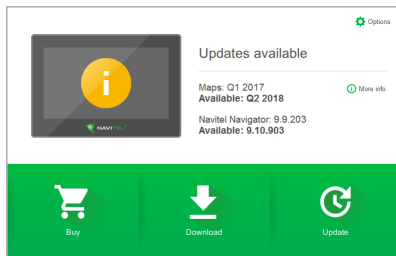 Options
Updates available
Maps: Q1 2017
Available: Q2 2018
More info
Navitel Navigator: 9.9.203
Available: 9.10.903
NAVITEL
Buy
Download
Update